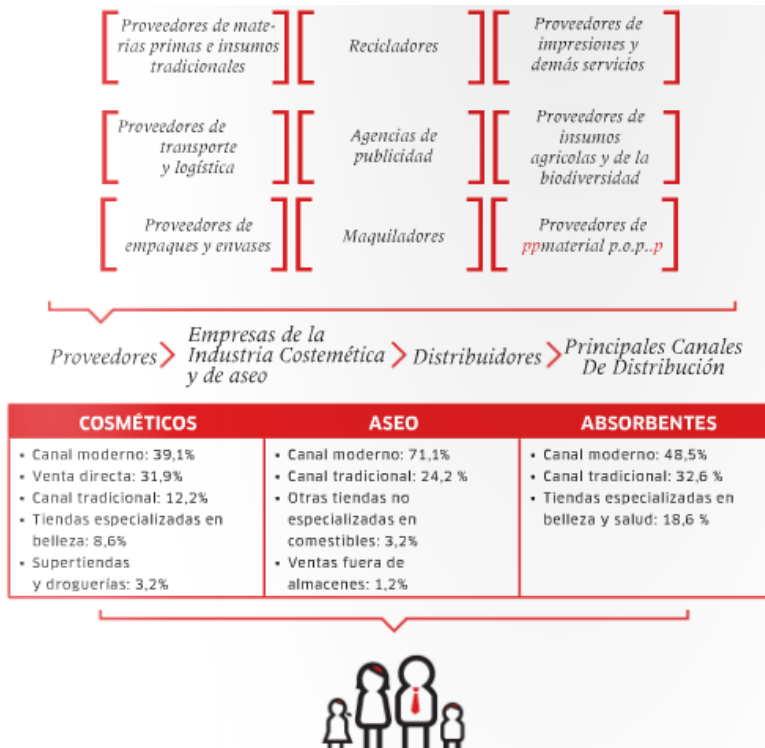 Proveedores de mate-
rias primas e insumos
tradicionales
Recicladores
Proveedores de
impresiones y
demás servicios
Proveedores de
transporte
y logística
Agencias de
publicidad
Proveedores de
insumos
agricolas y de la
biodiversidad
Proveedores de
empaques y envases
Maquiladores
Proveedores de
ppmaterial p.o.p..p
Proveedores
Empresas de la
Industria Costemética
y de aseo
Distribuidores
Principales Canales
De Distribución
COSMÉTICOS
▪ Canal moderno: 39,1%
▪ Venta directa: 31,9%
▪ Canal tradicional: 12,2%
▪ Tiendas especializadas en
belleza: 8,6%
▪ Supertiendas
y droguerías: 3,2%
ASEO
▪ Canal moderno: 71,1%
▪ Canal tradicional: 24,2 %
▪ Otras tiendas no
especializadas en
comestibles: 3,2%
▪ Ventas fuera de
almacenes: 1,2%
ABSORBENTES
▪ Canal moderno: 48,5%
▪ Canal tradicional: 32,6 %
▪ Tiendas especializadas en
belleza y salud: 18,6 %